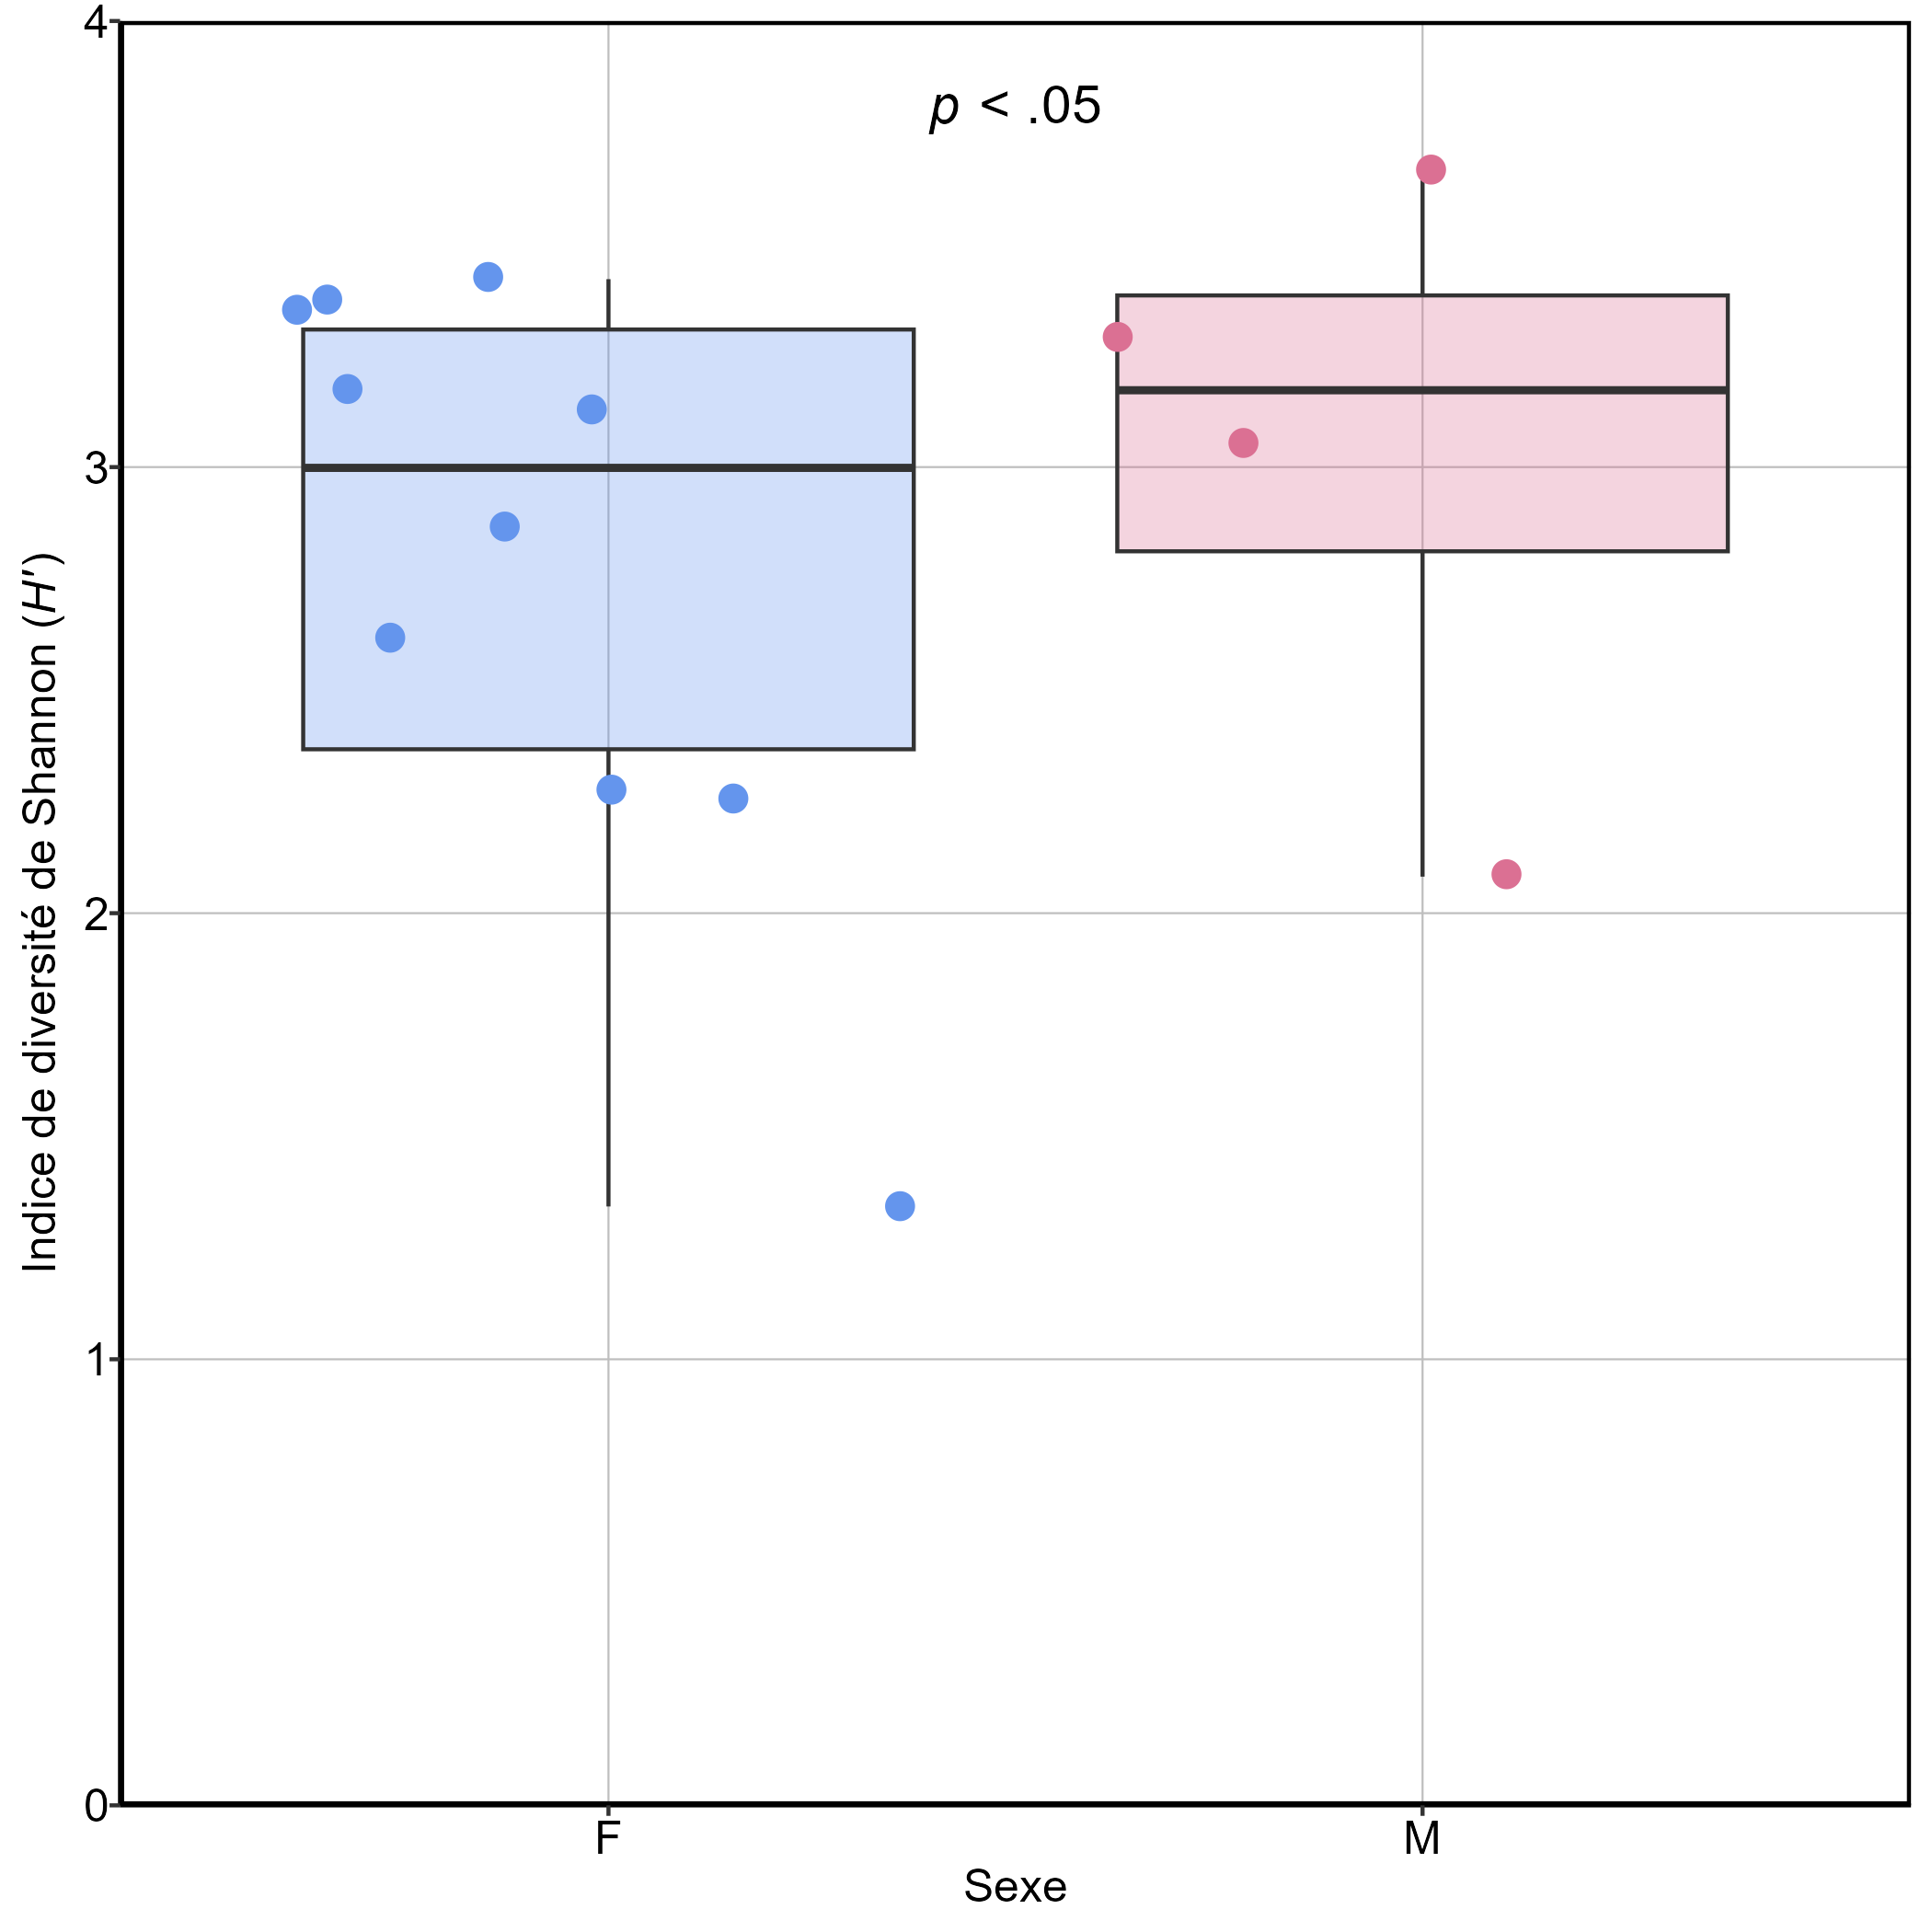 4
p < .05
3
2
1
0
Indice de diversité de Shannon (H')
F M
Sexe